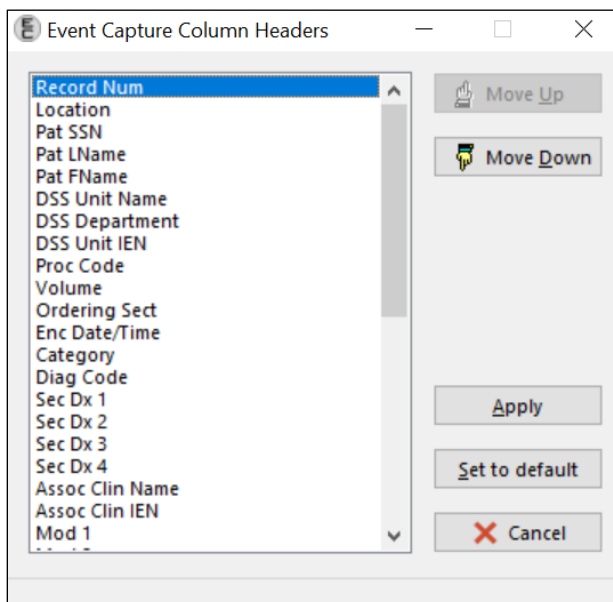 EC Event Capture Column Headers
Record Num
Location
Pat SSN
Pat LName
Pat FName
DSS Unit Name
DSS Department
DSS Unit IEN
Proc Code
Volume
Ordering Sect
Enc Date/Time
Category
Diag Code
Sec Dx 1
Sec Dx 2
Sec Dx 3
Sec Dx 4
Assoc Clin Name
Assoc Clin IEN
Mod 1
Move Up
Move Down
Apply
Set to default
Cancel